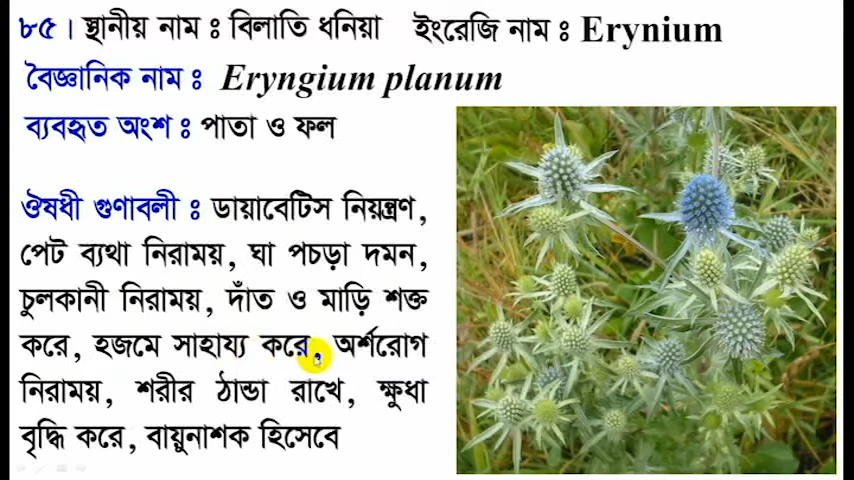 ৮৫। স্থানীয় নাম : বিলাতি ধনিয়া ইংরেজি নাম : Erynium
বৈজ্ঞানিক নাম : Eryngium planum
ব্যবহৃত অংশ : পাতা ও ফল
ঔষধী গুণাবলী : ডায়াবেটিস নিয়ন্ত্রণ,
পেট ব্যথা নিরাময়, ঘা পচড়া দমন,
চুলকানী নিরাময়, দাঁত ও মাড়ি শক্ত
করে, হজমে সাহায্য করে, অর্শরোগ
নিরাময়, শরীর ঠান্ডা রাখে, ক্ষুধা
বৃদ্ধি করে, বায়ুনাশক হিসেবে